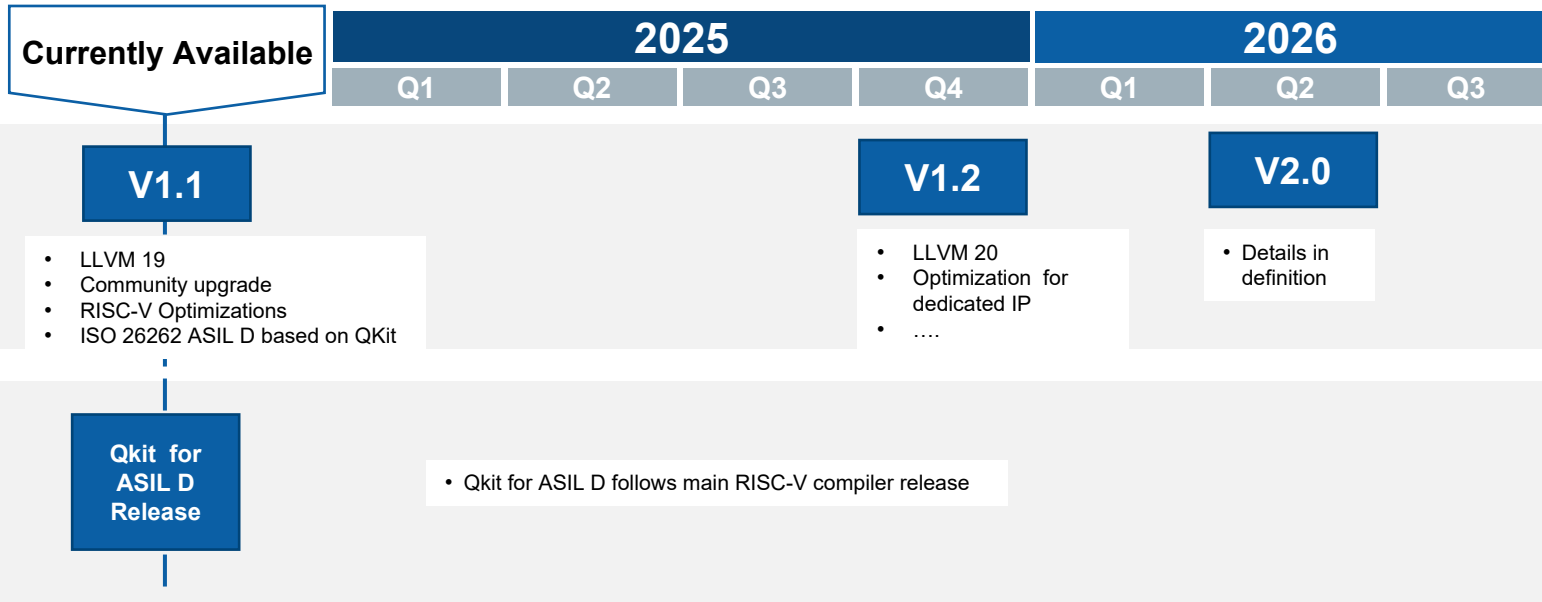 Currently Available
2025
2026
Q1
Q2
Q3
Q4
Q1
Q2
Q3
V1.1
• LLVM 19
• Community upgrade
• RISC-V Optimizations
• ISO 26262 ASIL D based on QKit
V1.2
• LLVM 20
• Optimization for
dedicated IP
• ….
V2.0
• Details in
definition
Qkit for
ASIL D
Release
• Qkit for ASIL D follows main RISC-V compiler release